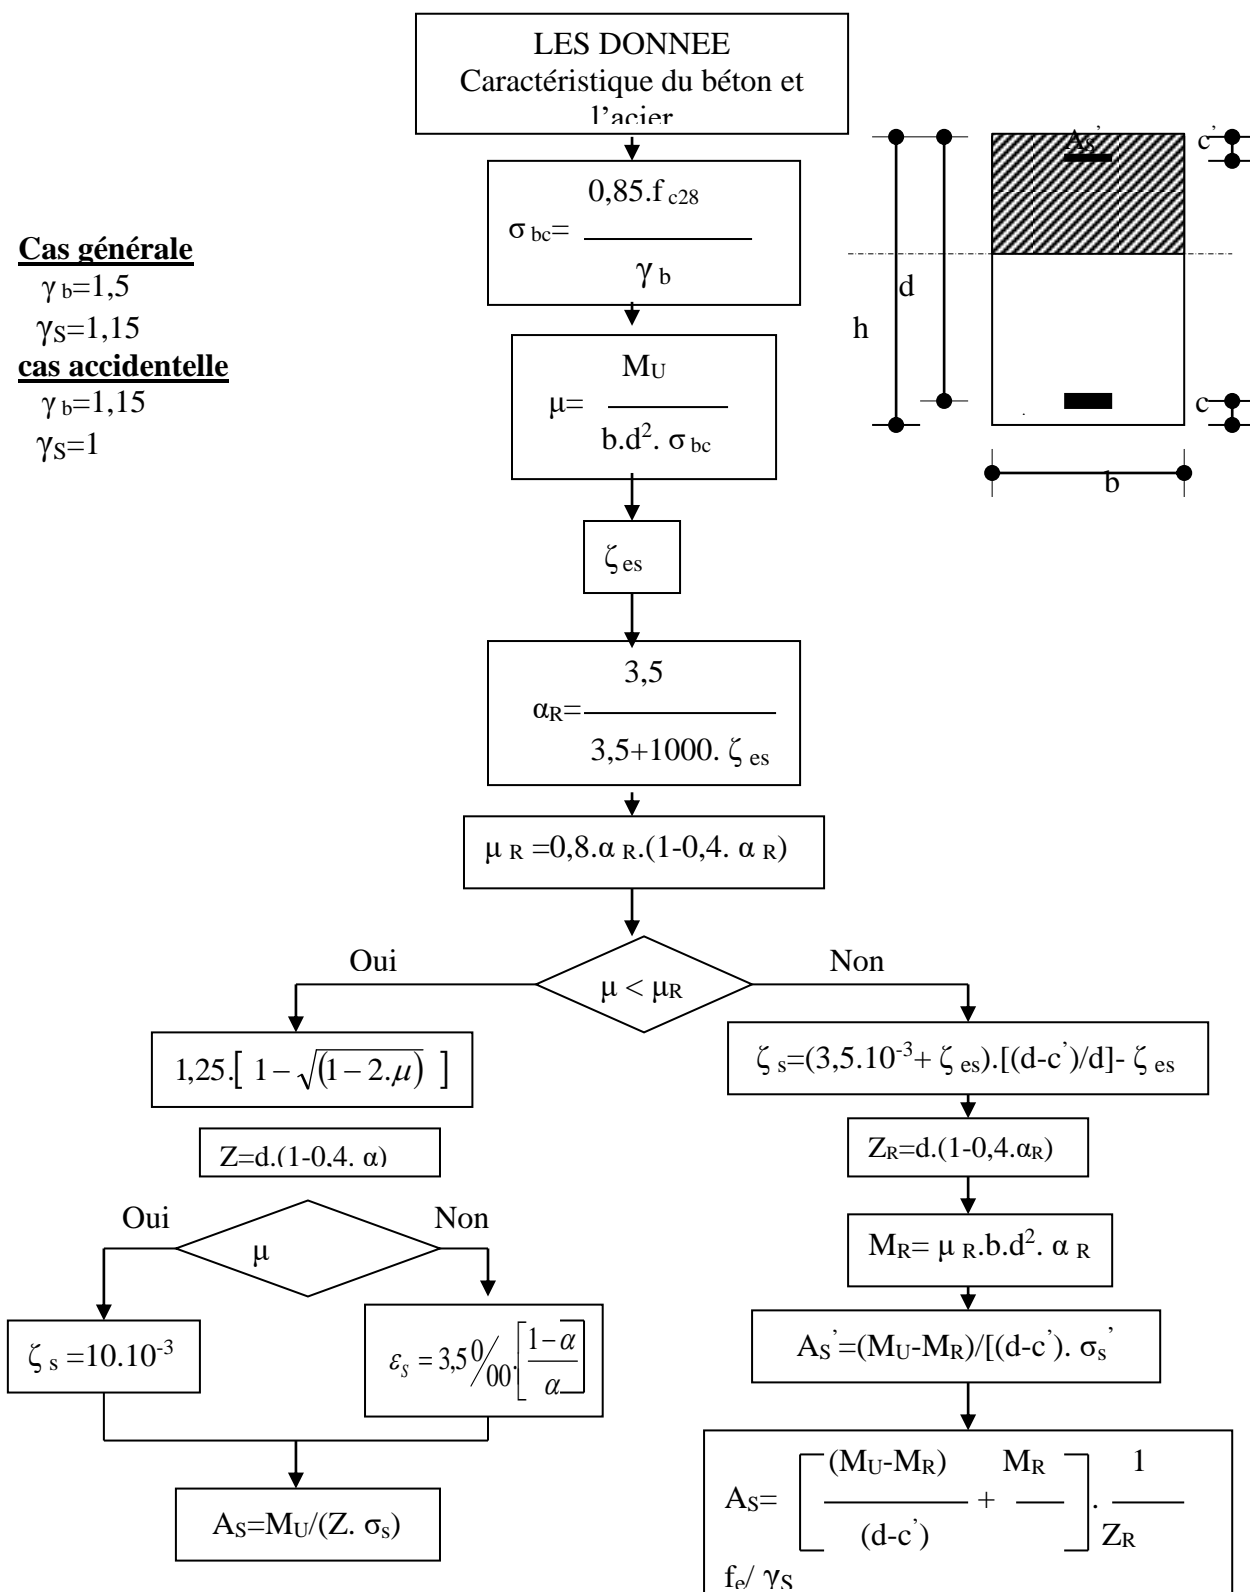 LES DONNEE
Caractéristique du béton et
l'acier
0,85.f c28
σ bc=
γ b
Cas générale
γ b=1,5
γS=1,15
cas accidentelle
γ b=1,15
γS=1
As'
c'
d
h
c
b
MU
μ=
b.d². σ bc
ζ es
3,5
αR=
3,5+1000. ζ es
μ R =0,8.α R.(1-0,4. α R)
Oui
μ < μR
Non
1,25.[ 1 − √(1 − 2.μ) ]
ζ s=(3,5.10⁻³+ ζ es).[(d-c')/d]- ζ es
Z=d.(1-0,4. α)
ZR=d.(1-0,4.αR)
Oui
μ
Non
MR= μ R.b.d². α R
ζ s =10.10⁻³
εS = 3,5 0/00.[1 − α / α]
AS'=(MU-MR)/[(d-c'). σs'
AS=MU/(Z. σs)
(MU-MR) MR 1
AS= [ + ] .
(d-c') ZR
fe/ γS